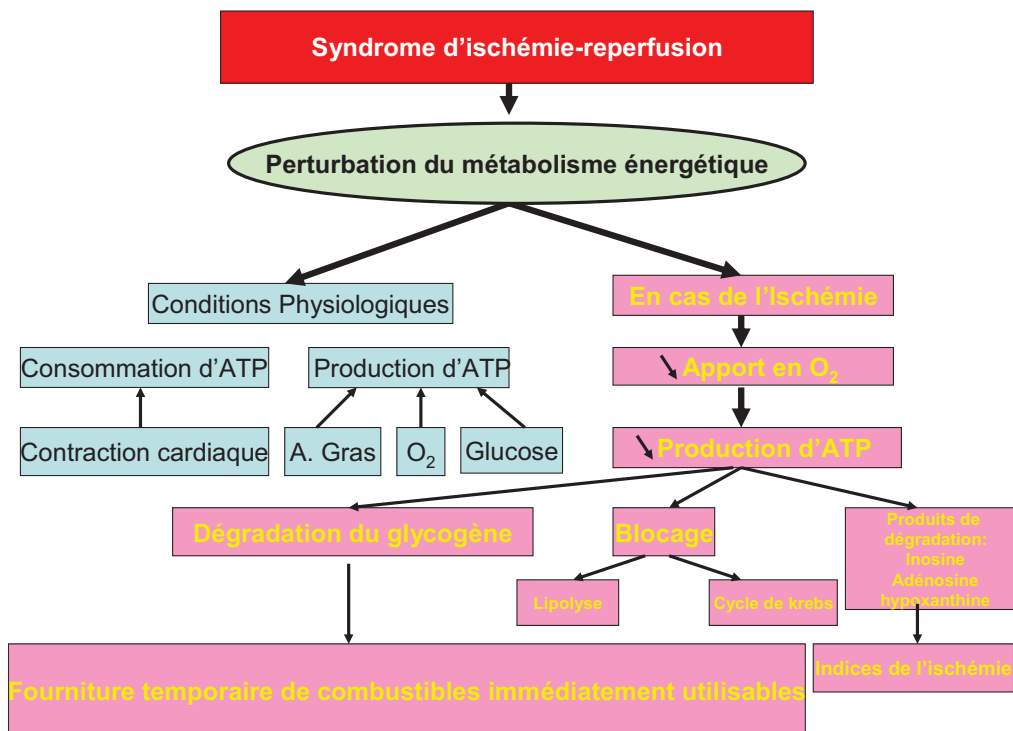 Syndrome d’ischémie-reperfusion
Perturbation du métabolisme énergétique
Conditions Physiologiques
En cas de l’Ischémie
Consommation d’ATP
Production d’ATP
Apport en O₂
Contraction cardiaque
A. Gras
O₂
Glucose
Production d’ATP
Dégradation du glycogène
Blocage
Produits de
dégradation:
Inosine
Adénosine
hypoxanthine
Lipolyse
Cycle de krebs
Fourniture temporaire de combustibles immédiatement utilisables
Indices de l’ischémie